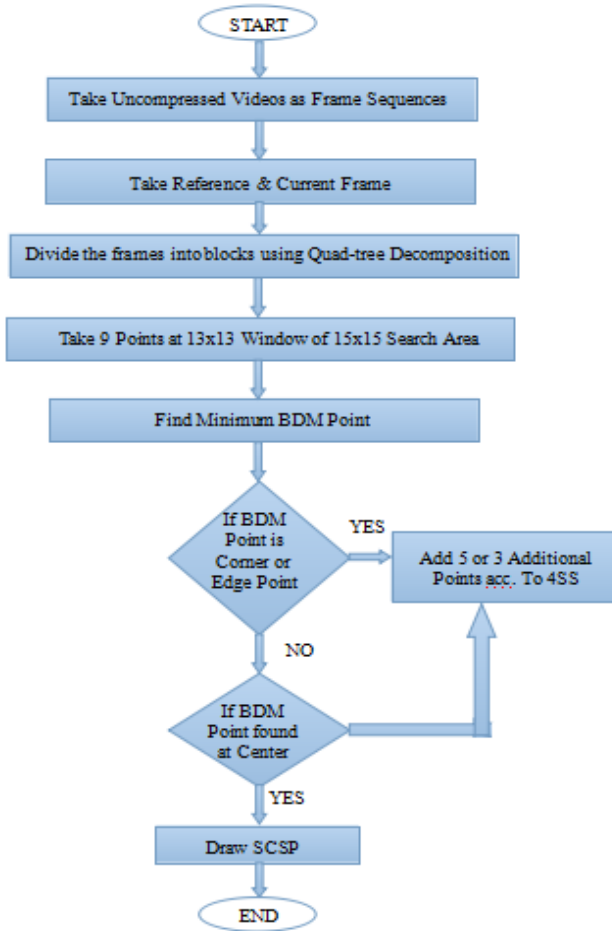 START
Take Uncompressed Videos as Frame Sequences
Take Reference & Current Frame
Divide the frames into blocks using Quad-tree Decomposition
Take 9 Points at 13x13 Window of 15x15 Search Area
Find Minimum BDM Point
If BDM
Point is
Corner or
Edge Point
YES
Add 5 or 3 Additional
Points acc. To 4SS
NO
If BDM
Point found
at Center
YES
Draw SCSP
END